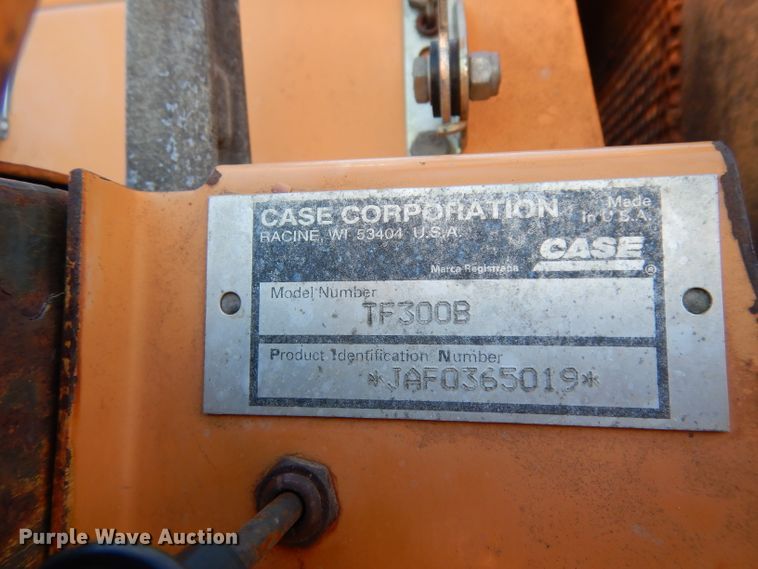 CASE CORPORATION
RACINE, WI 53404 U.S.A.
Made
in U.S.A.
CASE
Marca Registrada
®
Model Number
TF300B
Product Identification Number
*JAF0365019*
Purple Wave Auction